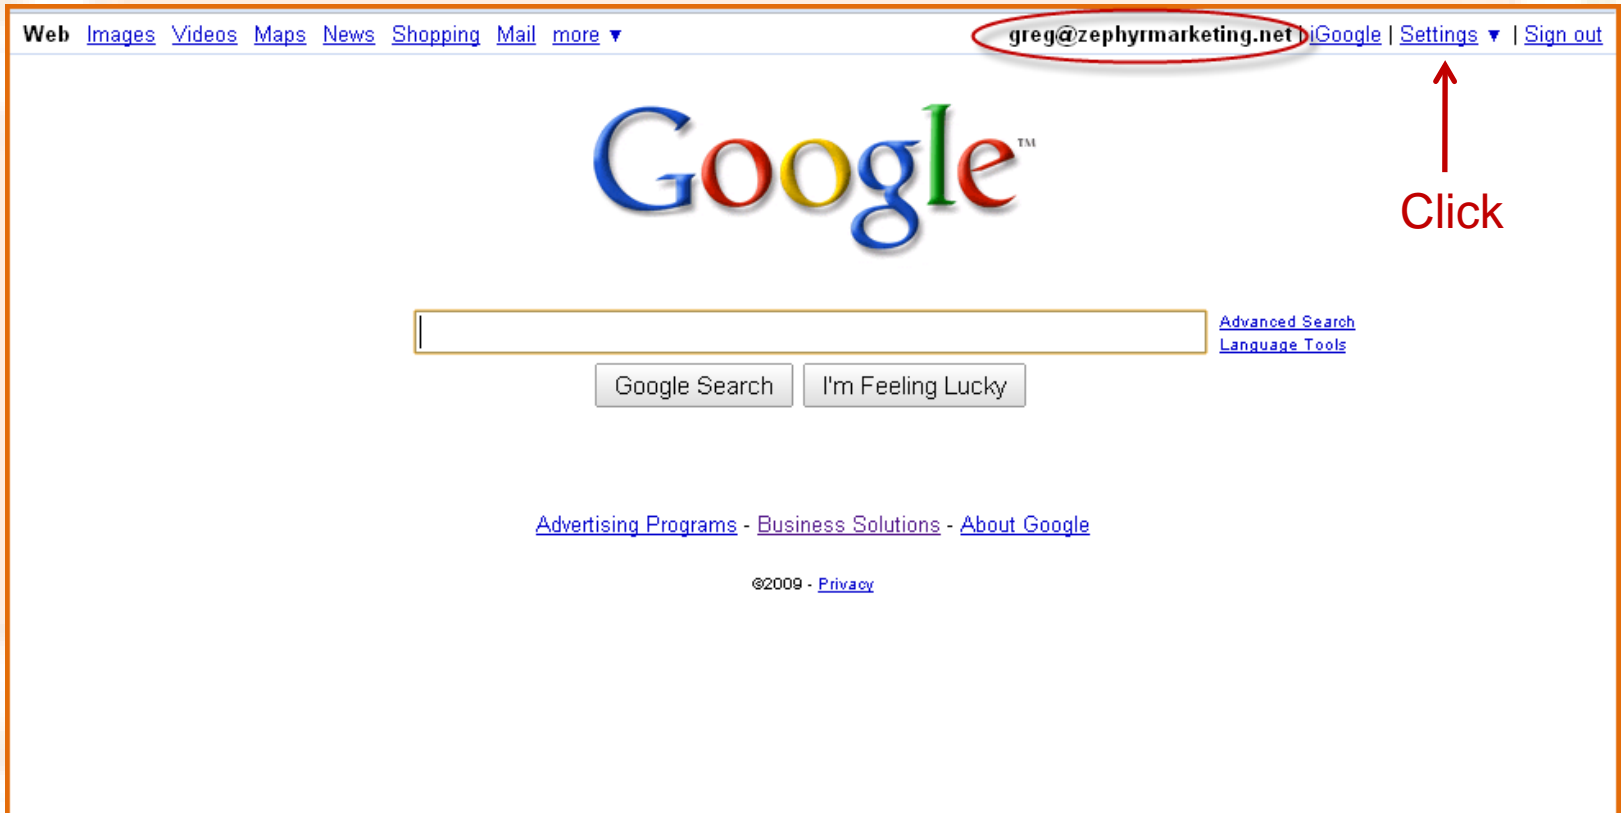 Web Images Videos Maps News Shopping Mail more ▼ greg@zephyrmarketing.net | iGoogle | Settings ▼ | Sign out
Google™
Click
Advanced Search
Language Tools
Google Search I'm Feeling Lucky
Advertising Programs - Business Solutions - About Google
©2009 - Privacy